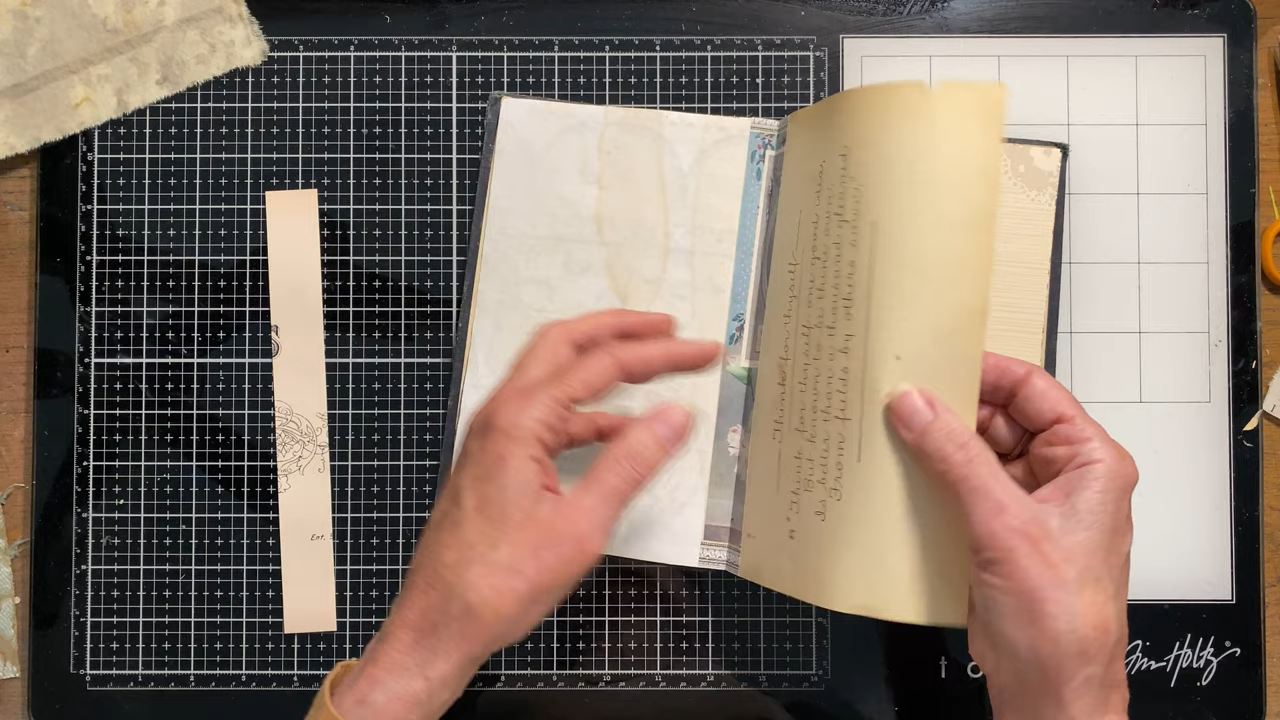 Think for thyself
"Think for thyself one good idea,
But known to be thine own,
Is better than a thousand gleaned
From fields by others sown."
Ent.
to
Tim Holtz